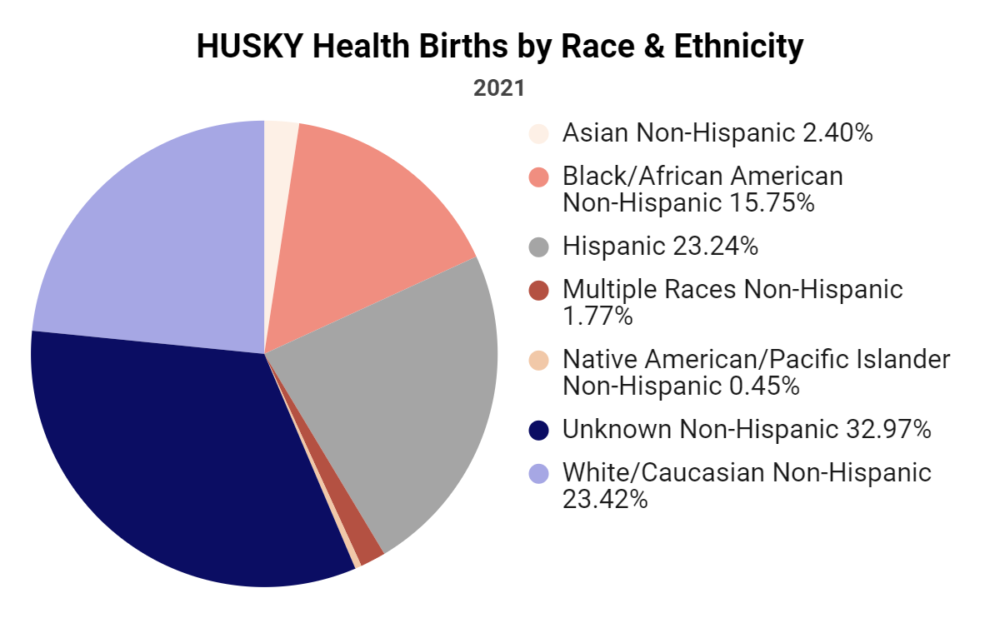 HUSKY Health Births by Race & Ethnicity
2021
Asian Non-Hispanic 2.40%
Black/African American
Non-Hispanic 15.75%
Hispanic 23.24%
Multiple Races Non-Hispanic
1.77%
Native American/Pacific Islander
Non-Hispanic 0.45%
Unknown Non-Hispanic 32.97%
White/Caucasian Non-Hispanic
23.42%